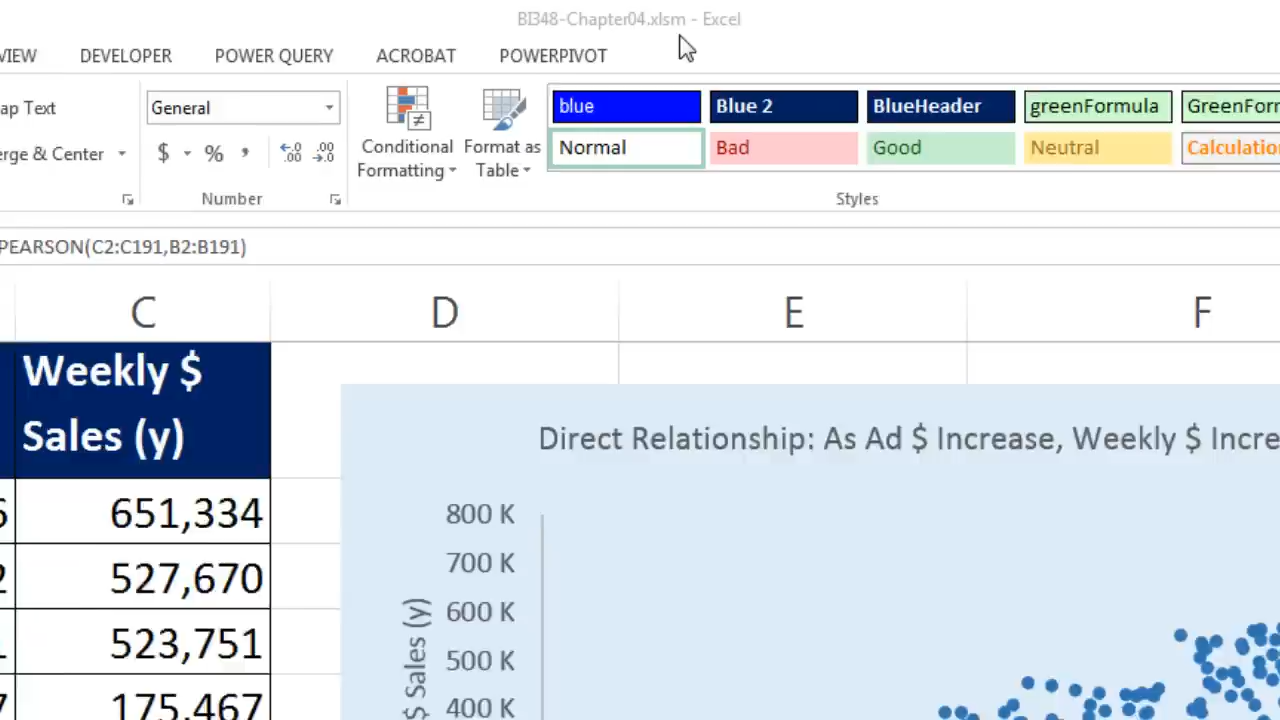 BI348-Chapter04.xlsm - Excel
VIEW DEVELOPER POWER QUERY ACROBAT POWERPIVOT
ap Text General blue Blue 2 BlueHeader greenFormula GreenForm
erge & Center $ % , .00 .00 Conditional Formatting Format as Table Normal Bad Good Neutral Calculatio
Number Styles
PEARSON(C2:C191,B2:B191)
C D E F
Weekly $
Sales (y)
651,334
527,670
523,751
175,467
Direct Relationship: As Ad $ Increase, Weekly $ Incre
800 K
700 K
600 K
500 K
400 K
$ Sales (y)